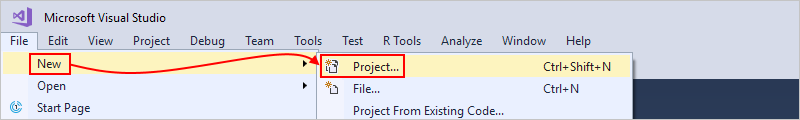 Microsoft Visual Studio
File Edit View Project Debug Team Tools Test R Tools Analyze Window Help
New Project... Ctrl+Shift+N
Open File... Ctrl+N
Start Page Project From Existing Code...